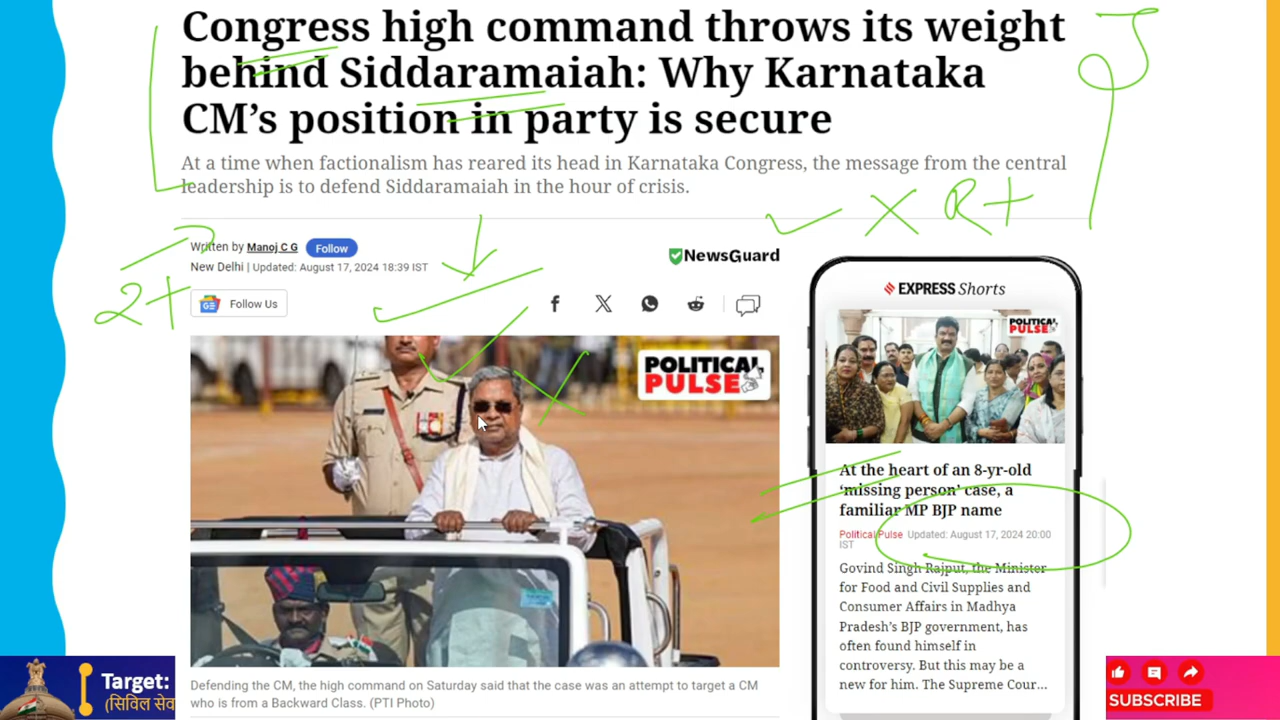 Congress high command throws its weight
behind Siddaramaiah: Why Karnataka
CM’s position in party is secure
At a time when factionalism has reared its head in Karnataka Congress, the message from the central
leadership is to defend Siddaramaiah in the hour of crisis.
X R+
2+
Written by Manoj C G Follow
New Delhi | Updated: August 17, 2024 18:39 IST
NewsGuard
Follow Us
POLITICAL
PULSE
Defending the CM, the high command on Saturday said that the case was an attempt to target a CM
who is from a Backward Class. (PTI Photo)
EXPRESS Shorts
POLITICAL
PULSE
At the heart of an 8-yr-old
‘missing person’ case, a
familiar MP BJP name
Political Pulse Updated: August 17, 2024 20:00
IST
Govind Singh Rajput, the Minister
for Food and Civil Supplies and
Consumer Affairs in Madhya
Pradesh’s BJP government, has
often found himself in
controversy. But this may be a
new for him. The Supreme Cour...
Target:
(सिविल सेव
SUBSCRIBE